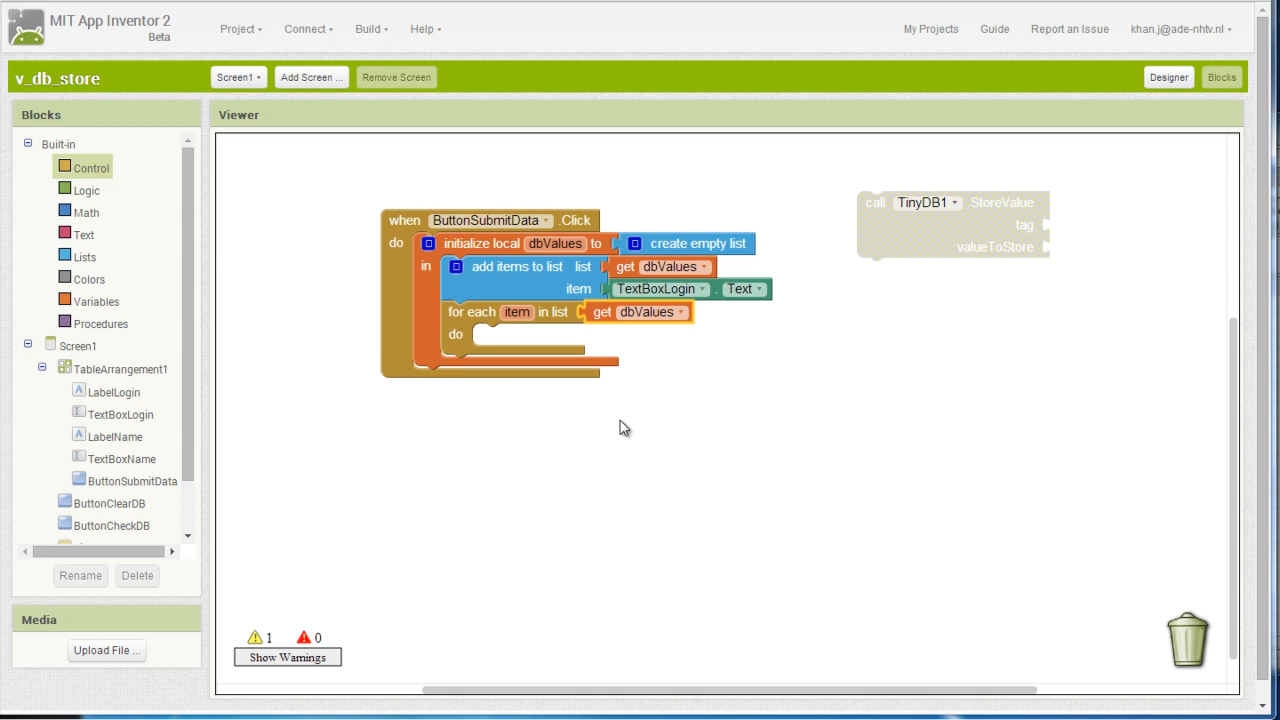 MIT App Inventor 2
Beta
Project
Connect
Build
Help
My Projects
Guide
Report an Issue
khan.j@ade-nhtv.nl
v_db_store
Screen1
Add Screen ...
Remove Screen
Designer
Blocks
Blocks
Viewer
Built-in
Control
Logic
Math
Text
Lists
Colors
Variables
Procedures
Screen1
TableArrangement1
LabelLogin
TextBoxLogin
LabelName
TextBoxName
ButtonSubmitData
ButtonClearDB
ButtonCheckDB
Rename
Delete
Media
Upload File ...
when ButtonSubmitData .Click
do initialize local dbValues to create empty list
in add items to list list get dbValues
item TextBoxLogin . Text
for each item in list get dbValues
do
call TinyDB1 .StoreValue
tag
valueToStore
1 0
Show Warnings